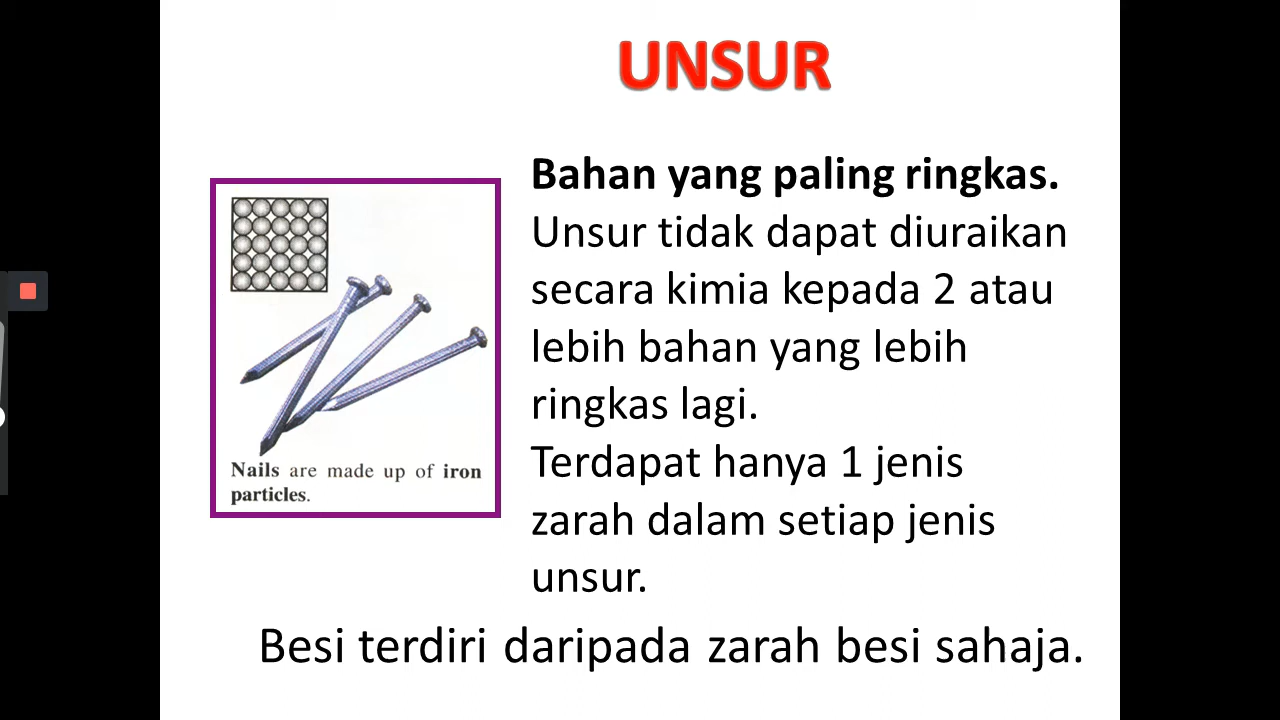 UNSUR
Bahan yang paling ringkas.
Unsur tidak dapat diuraikan
secara kimia kepada 2 atau
lebih bahan yang lebih
ringkas lagi.
Terdapat hanya 1 jenis
zarah dalam setiap jenis
unsur.
Nails are made up of iron
particles.
Besi terdiri daripada zarah besi sahaja.